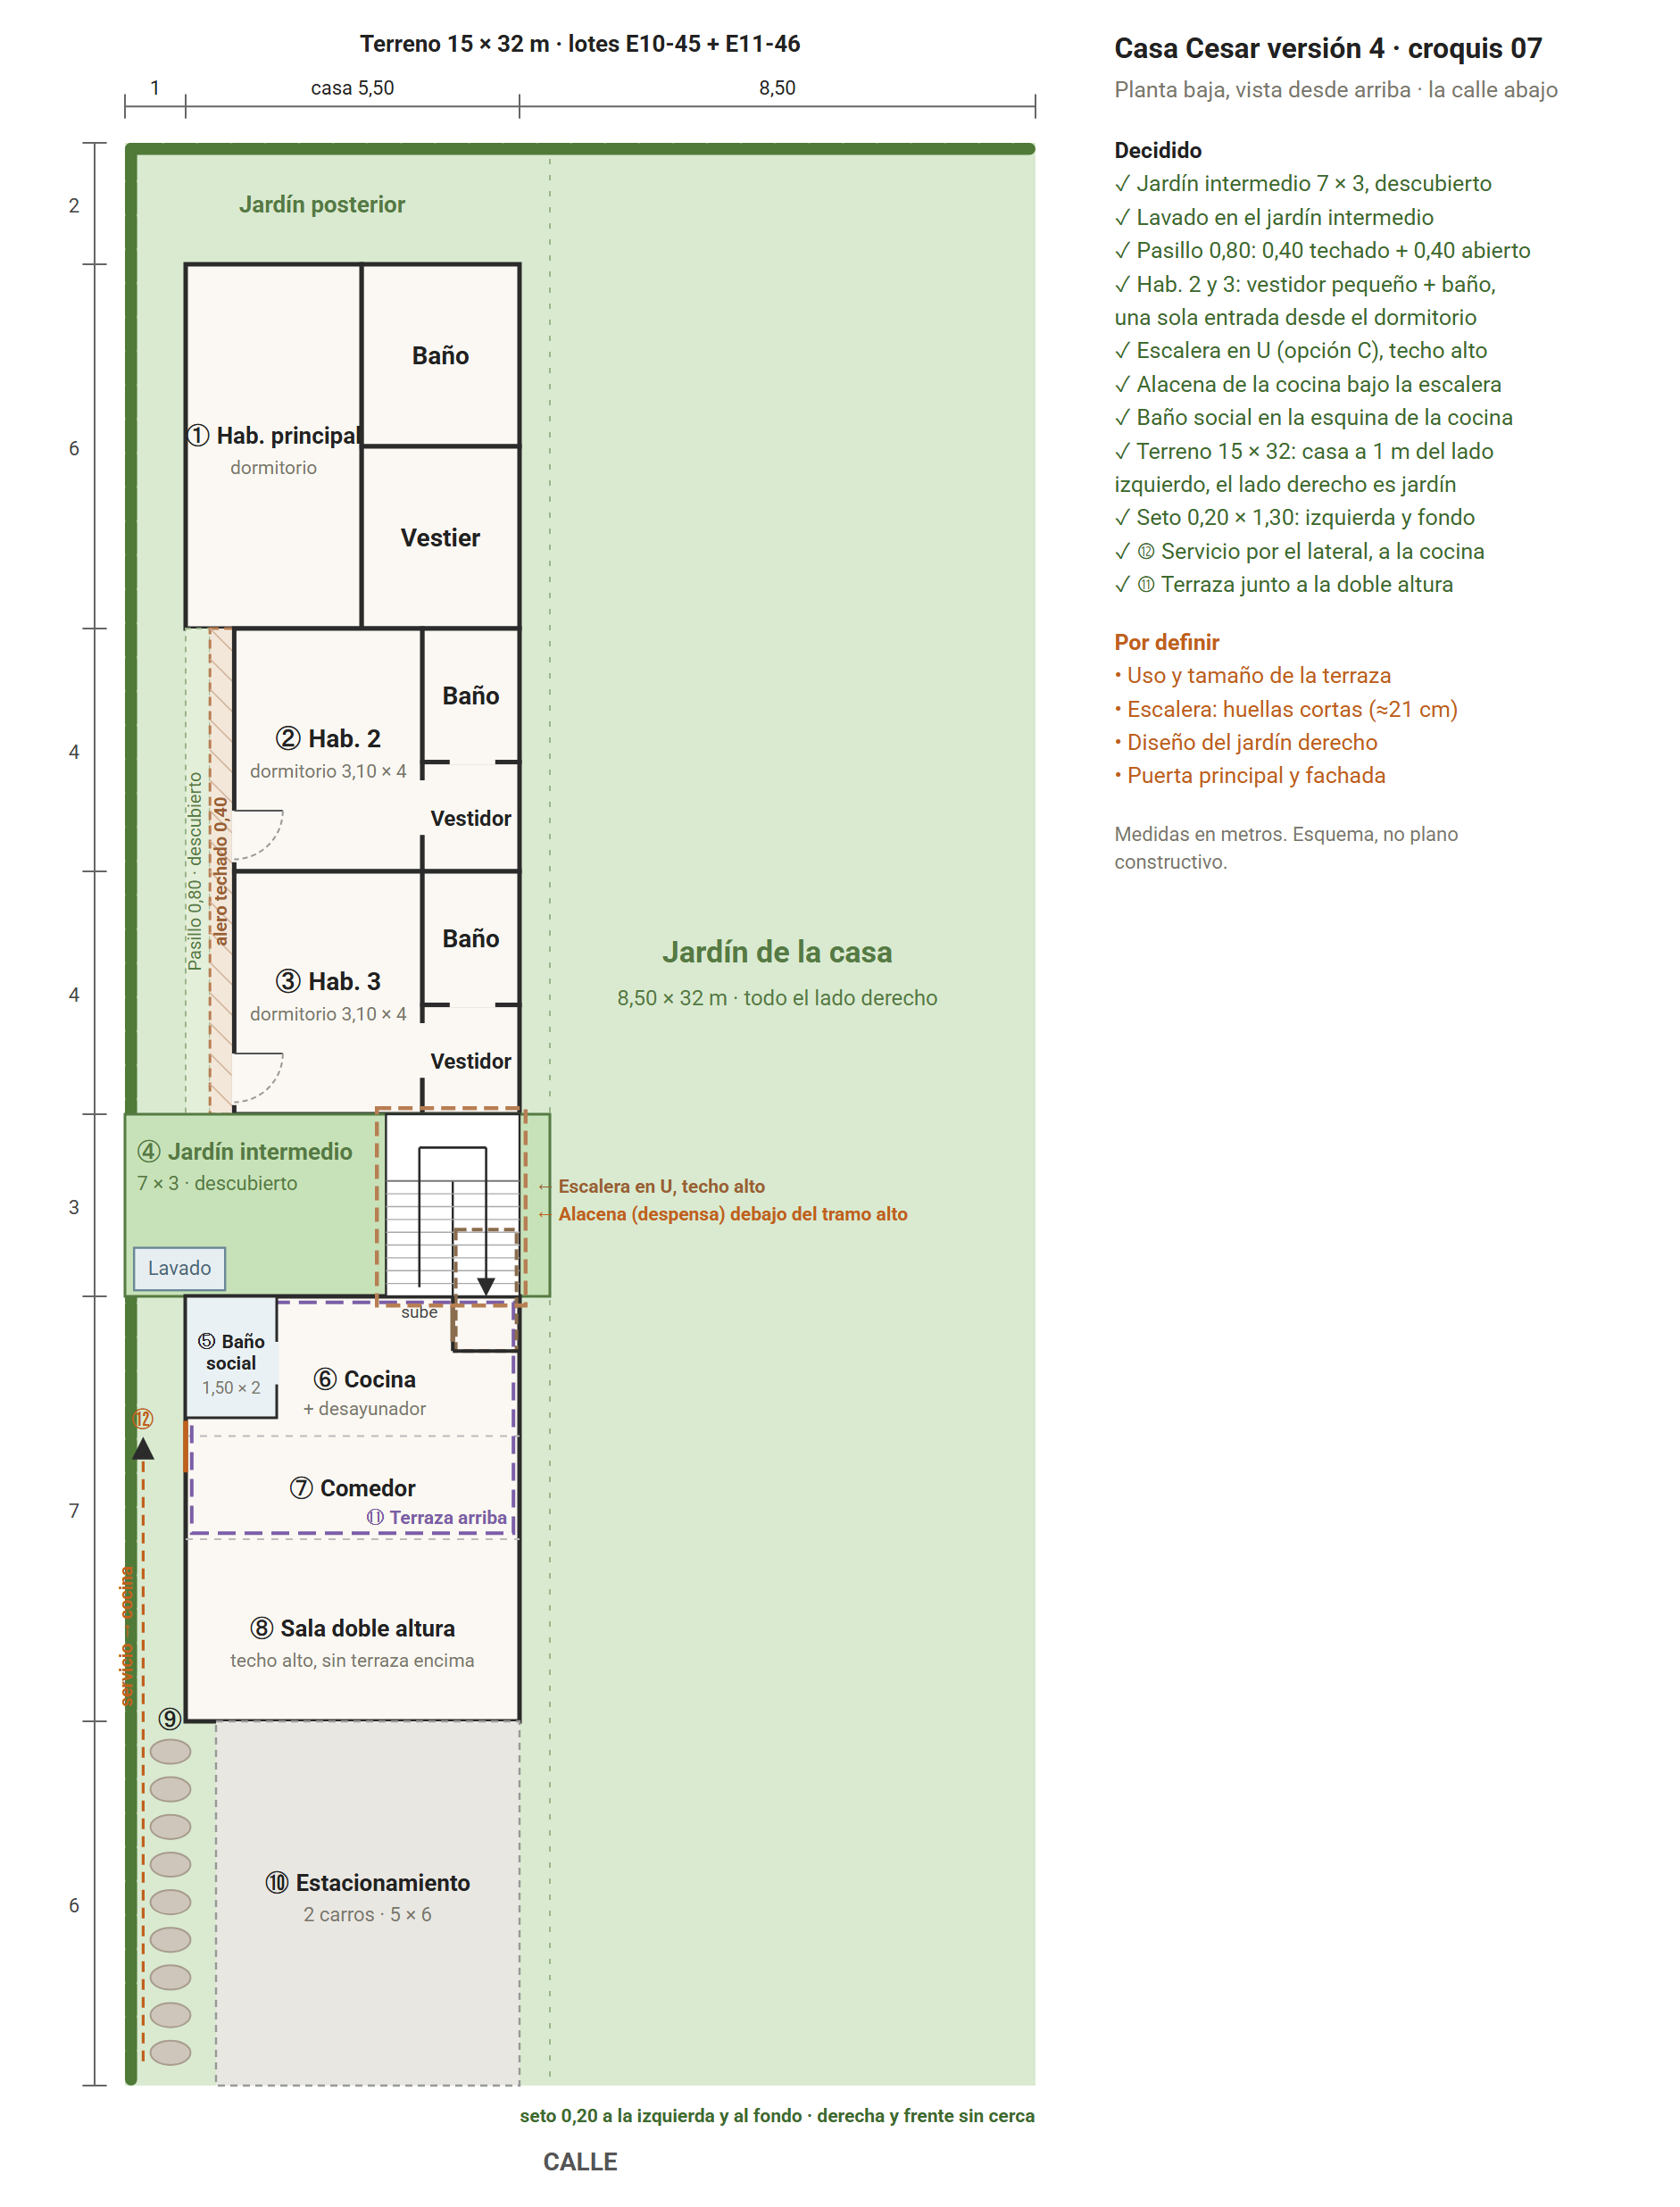 Terreno 15 × 32 m · lotes E10-45 + E11-46
1
casa 5,50
8,50
2
6
4
4
3
7
6
Jardín posterior
Baño
① Hab. principal
dormitorio
Vestier
Baño
② Hab. 2
dormitorio 3,10 × 4
Vestidor
Pasillo 0,80 · descubierto
alero techado 0,40
Baño
③ Hab. 3
dormitorio 3,10 × 4
Vestidor
Jardín de la casa
8,50 × 32 m · todo el lado derecho
④ Jardín intermedio
7 × 3 · descubierto
Lavado
← Escalera en U, techo alto
← Alacena (despensa) debajo del tramo alto
sube
⑤ Baño
social
1,50 × 2
⑥ Cocina
+ desayunador
⑫
⑦ Comedor
⑪ Terraza arriba
servicio → cocina
⑧ Sala doble altura
techo alto, sin terraza encima
⑨
⑩ Estacionamiento
2 carros · 5 × 6
seto 0,20 a la izquierda y al fondo · derecha y frente sin cerca
CALLE
Casa Cesar versión 4 · croquis 07
Planta baja, vista desde arriba · la calle abajo
Decidido
✓ Jardín intermedio 7 × 3, descubierto
✓ Lavado en el jardín intermedio
✓ Pasillo 0,80: 0,40 techado + 0,40 abierto
✓ Hab. 2 y 3: vestidor pequeño + baño,
una sola entrada desde el dormitorio
✓ Escalera en U (opción C), techo alto
✓ Alacena de la cocina bajo la escalera
✓ Baño social en la esquina de la cocina
✓ Terreno 15 × 32: casa a 1 m del lado
izquierdo, el lado derecho es jardín
✓ Seto 0,20 × 1,30: izquierda y fondo
✓ ⑫ Servicio por el lateral, a la cocina
✓ ⑪ Terraza junto a la doble altura
Por definir
• Uso y tamaño de la terraza
• Escalera: huellas cortas (≈21 cm)
• Diseño del jardín derecho
• Puerta principal y fachada
Medidas en metros. Esquema, no plano
constructivo.